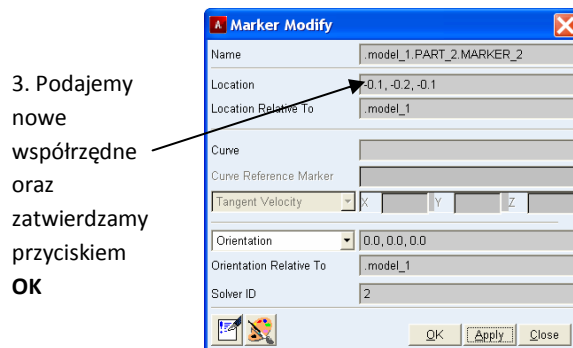 3. Podajemy
nowe
współrzędne
oraz
zatwierdzamy
przyciskiem
OK
Marker Modify
Name .model_1.PART_2.MARKER_2
Location -0.1, -0.2, -0.1
Location Relative To .model_1
Curve
Curve Reference Marker
Tangent Velocity X Y Z
Orientation 0.0, 0.0, 0.0
Orientation Relative To .model_1
Solver ID 2
OK Apply Close